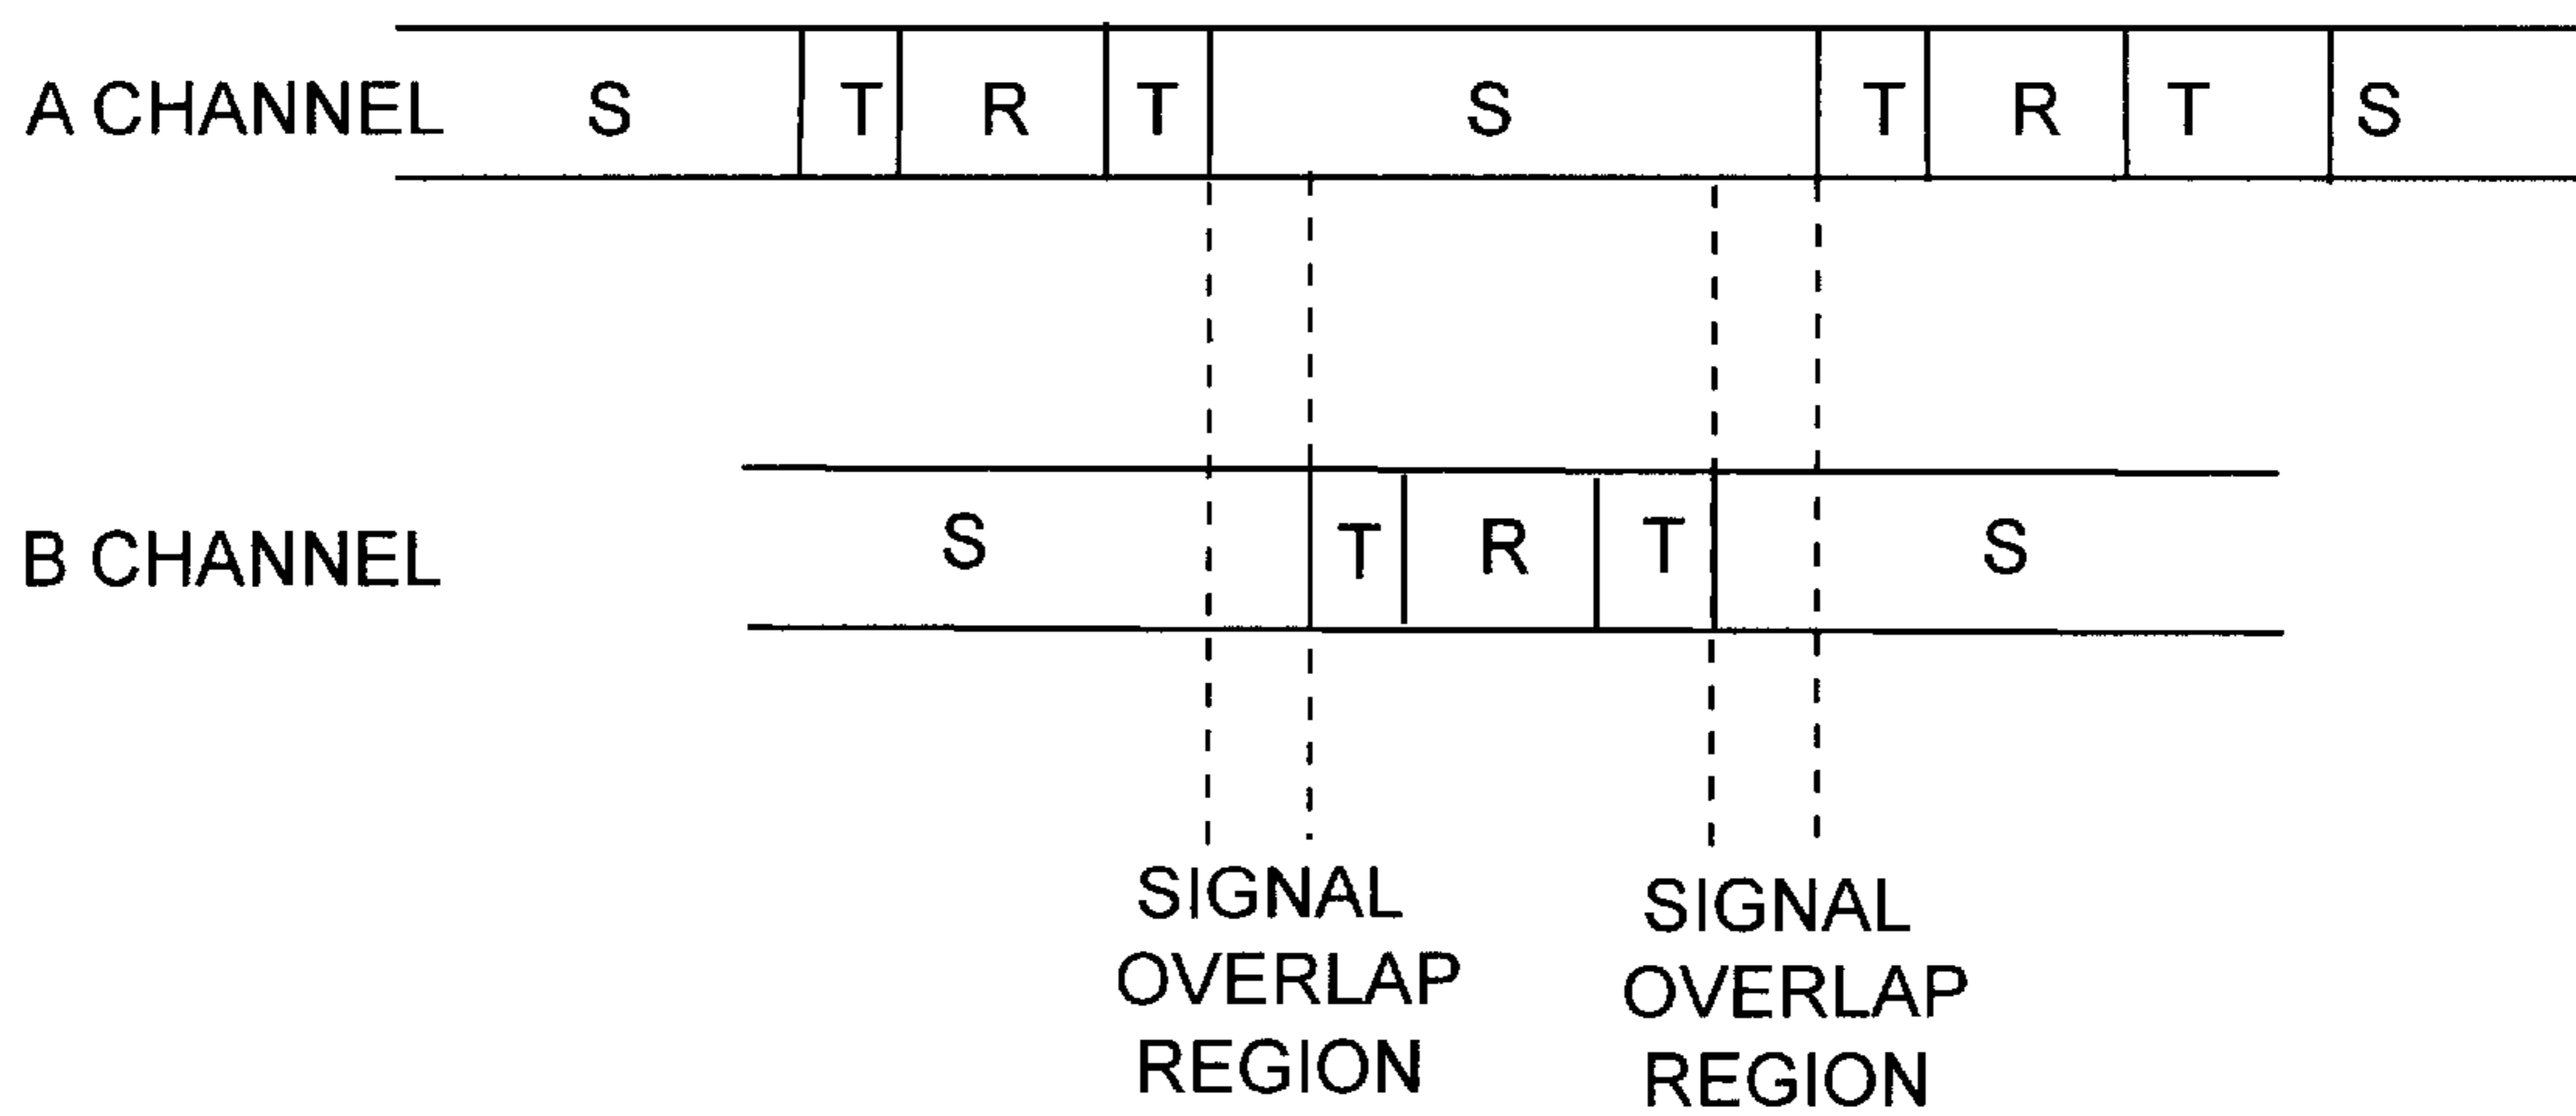 A CHANNEL S T R T S T R T S
B CHANNEL S T R T S
SIGNAL
OVERLAP
REGION
SIGNAL
OVERLAP
REGION